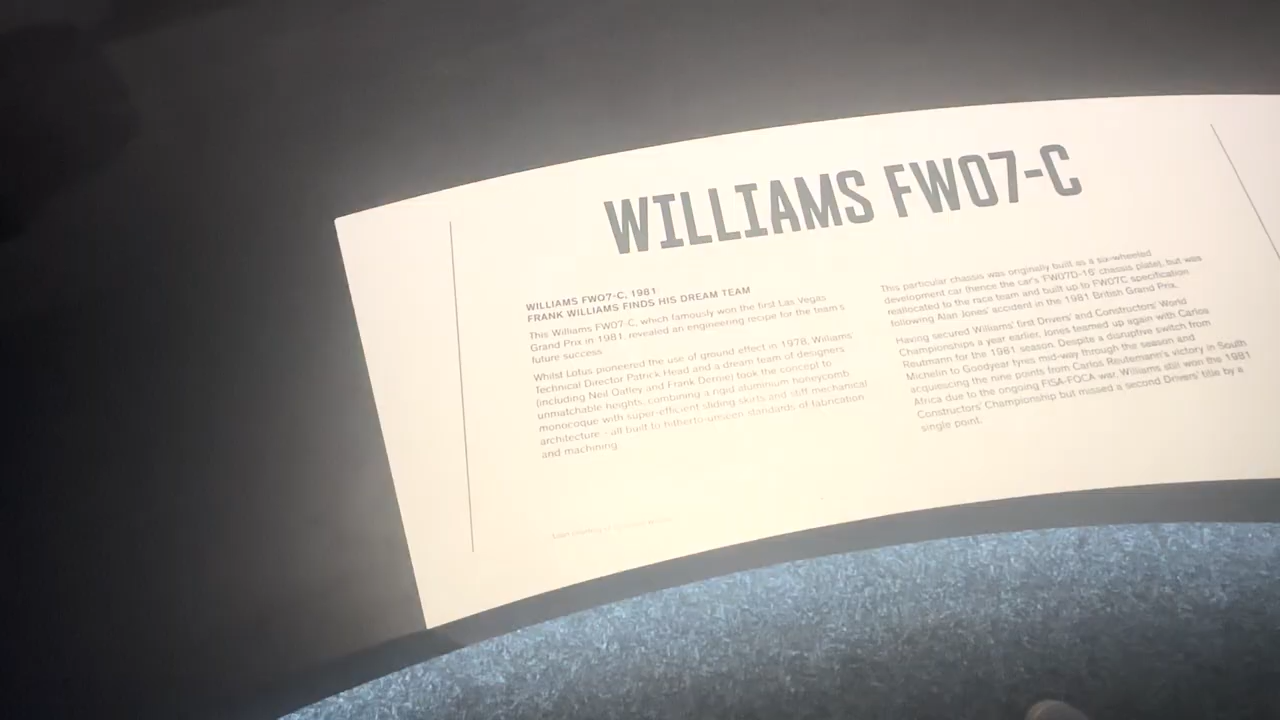 WILLIAMS FW07-C
WILLIAMS FW07-C, 1981
FRANK WILLIAMS FINDS HIS DREAM TEAM
This Williams FW07-C, which famously won the first Las Vegas
Grand Prix in 1981, revealed an engineering recipe for the team's
future success.
Whilst Lotus pioneered the use of ground effect in 1978, Williams'
Technical Director Patrick Head and a dream team of designers
(including Neil Oatley and Frank Dernie) took the concept to
unmatchable heights, combining a rigid aluminium honeycomb
monocoque with super-efficient sliding skirts and stiff mechanical
architecture - all built to hitherto-unseen standards of fabrication
and machining.
This particular chassis was originally built as a six-wheeled
development car (hence the car's 'FW07D-16' chassis plate), but was
reallocated to the race team and built up to FW07C specification
following Alan Jones' accident in the 1981 British Grand Prix.
Having secured Williams' first Drivers' and Constructors' World
Championships a year earlier, Jones teamed up again with Carlos
Reutmann for the 1981 season. Despite a disruptive switch from
Michelin to Goodyear tyres mid-way through the season and
acquiescing the nine points from Carlos Reutemann's victory in South
Africa due to the ongoing FISA-FOCA war, Williams still won the 1981
Constructors' Championship but missed a second Drivers' title by a
single point.